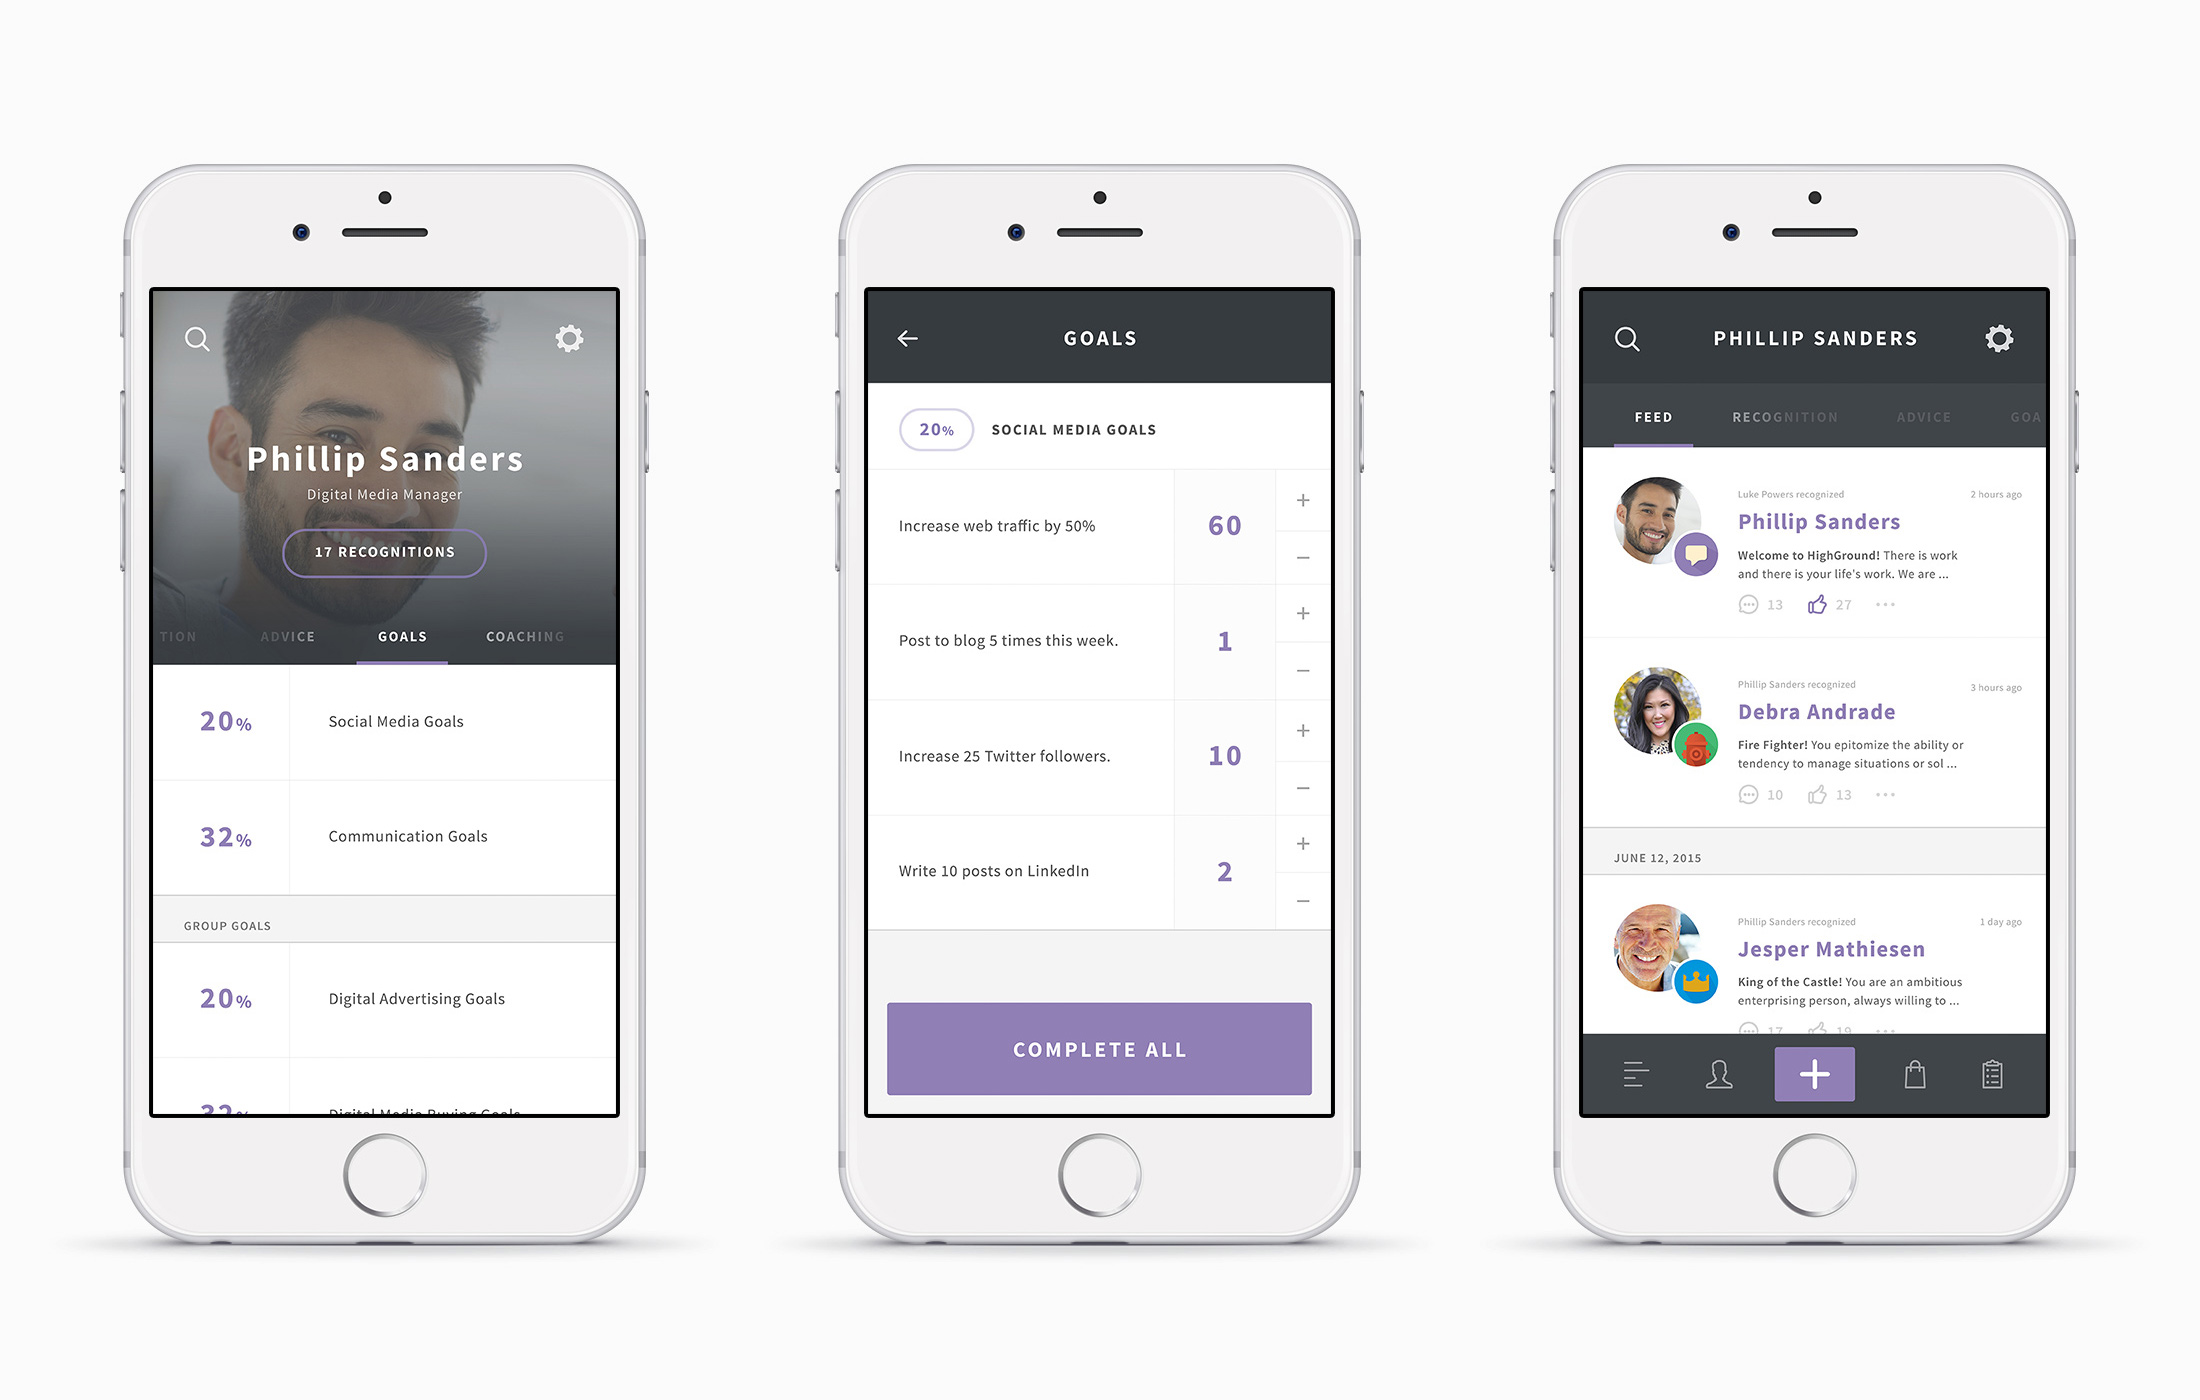 Phillip Sanders
Digital Media Manager
17 RECOGNITIONS
TION ADVICE GOALS COACHING
20% Social Media Goals
32% Communication Goals
GROUP GOALS
20% Digital Advertising Goals
32% Digital Media Buying Goals
GOALS
20% SOCIAL MEDIA GOALS
Increase web traffic by 50% 60 + −
Post to blog 5 times this week. 1 + −
Increase 25 Twitter followers. 10 + −
Write 10 posts on LinkedIn 2 + −
COMPLETE ALL
PHILLIP SANDERS
FEED RECOGNITION ADVICE GOA
Luke Powers recognized 2 hours ago
Phillip Sanders
Welcome to HighGround! There is work
and there is your life's work. We are ...
13 27
Phillip Sanders recognized 3 hours ago
Debra Andrade
Fire Fighter! You epitomize the ability or
tendency to manage situations or sol ...
10 13
JUNE 12, 2015
Phillip Sanders recognized 1 day ago
Jesper Mathiesen
King of the Castle! You are an ambitious
enterprising person, always willing to ...
17 19